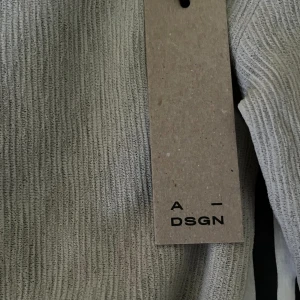 A —
DSGN